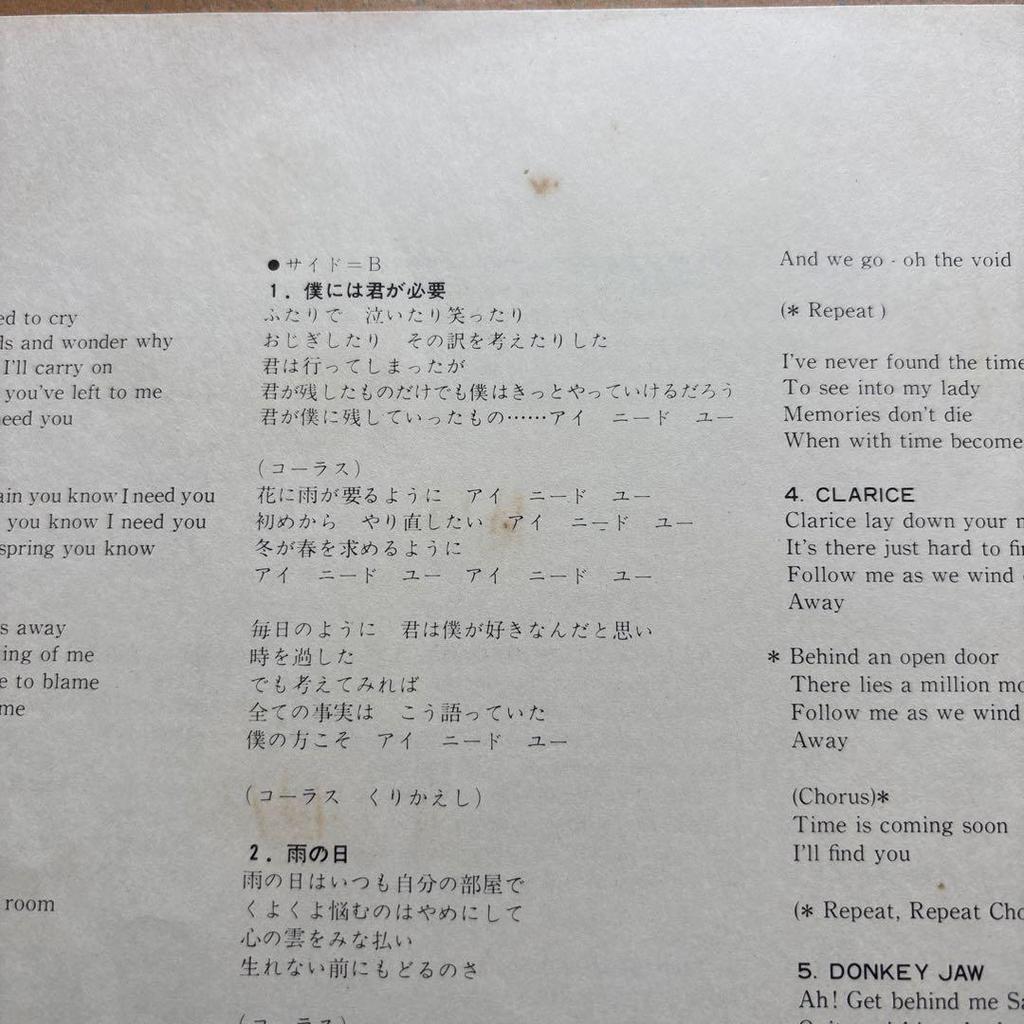 ed to cry
ds and wonder why
I'll carry on
you've left to me
need you
ain you know I need you
you know I need you
spring you know
s away
ing of me
e to blame
me
room
●サイド＝B
1．僕には君が必要
ふたりで　泣いたり笑ったり
おじぎしたり　その訳を考えたりした
君は行ってしまったが
君が残したものだけでも僕はきっとやっていけるだろう
君が僕に残していったもの……アイ　ニード　ユー
(コーラス)
花に雨が要るように　アイ　ニード　ユー
初めから　やり直したい　アイ　ニード　ユー
冬が春を求めるように
アイ　ニード　ユー　アイ　ニード　ユー
毎日のように　君は僕が好きなんだと思い
時を過した
でも考えてみれば
全ての事実は　こう語っていた
僕の方こそ　アイ　ニード　ユー
(コーラス　くりかえし)
2．雨の日
雨の日はいつも自分の部屋で
くよくよ悩むのはやめにして
心の雲をみな払い
生れない前にもどるのさ
(コーラス)
And we go - oh the void
(* Repeat)
I've never found the time
To see into my lady
Memories don't die
When with time become
4. CLARICE
Clarice lay down your
It's there just hard to
Follow me as we wind
Away
* Behind an open door
There lies a million
Follow me as we wind
Away
(Chorus)*
Time is coming soon
I'll find you
(* Repeat, Repeat
5. DONKEY JAW
Ah! Get behind me